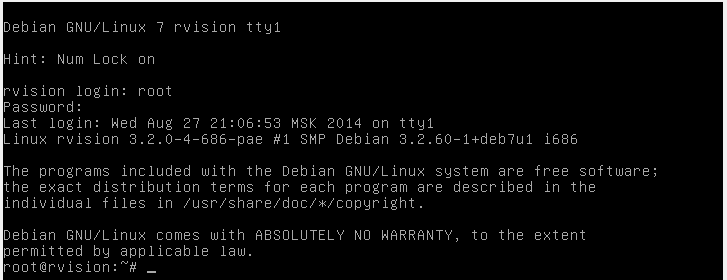 Debian GNU/Linux 7 rvision tty1
Hint: Num Lock on
rvision login: root
Password:
Last login: Wed Aug 27 21:06:53 MSK 2014 on tty1
Linux rvision 3.2.0-4-686-pae #1 SMP Debian 3.2.60-1+deb7u1 i686
The programs included with the Debian GNU/Linux system are free software;
the exact distribution terms for each program are described in the
individual files in /usr/share/doc/*/copyright.
Debian GNU/Linux comes with ABSOLUTELY NO WARRANTY, to the extent
permitted by applicable law.
root@rvision:~# _